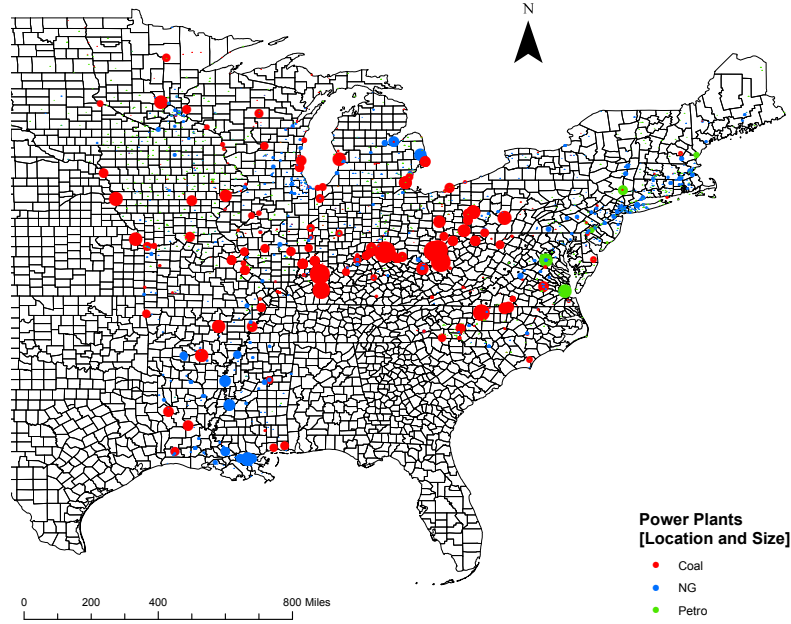 N
Power Plants
[Location and Size]
Coal
NG
Petro
0 200 400 800 Miles